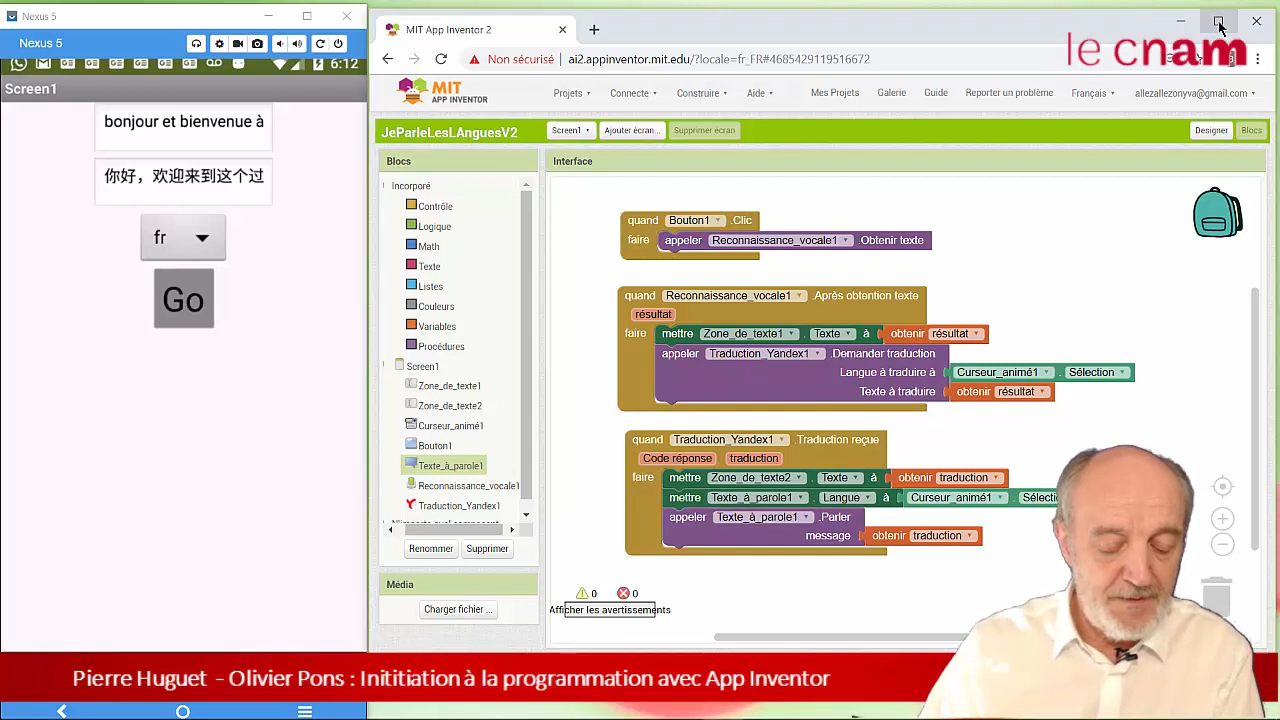 Nexus 5
Nexus 5
6:12
Screen1
bonjour et bienvenue à
你好，欢迎来到这个过
fr
Go
MIT App Inventor 2
Non sécurisé
ai2.appinventor.mit.edu/?locale=fr_FR#4685429119516672
le cnam
MIT
APP INVENTOR
Projets
Connecte
Construire
Aide
Mes Projets
Galerie
Guide
Reporter un problème
Français
allezallezonyva@gmail.com
JeParleLesLAnguesV2
Screen1
Ajouter écran...
Supprimer écran
Designer
Blocs
Blocs
Incorporé
Contrôle
Logique
Math
Texte
Listes
Couleurs
Variables
Procédures
Screen1
Zone_de_texte1
Zone_de_texte2
Curseur_animé1
Bouton1
Texte_à_parole1
Reconnaissance_vocale1
Traduction_Yandex1
Renommer
Supprimer
Média
Charger fichier ...
Interface
quand Bouton1 .Clic
faire appeler Reconnaissance_vocale1 .Obtenir texte
quand Reconnaissance_vocale1 .Après obtention texte
résultat
faire mettre Zone_de_texte1 . Texte à obtenir résultat
appeler Traduction_Yandex1 .Demander traduction
Langue à traduire à Curseur_animé1 . Sélection
Texte à traduire obtenir résultat
quand Traduction_Yandex1 .Traduction reçue
Code réponse traduction
faire mettre Zone_de_texte2 . Texte à obtenir traduction
mettre Texte_à_parole1 . Langue à Curseur_animé1 . Sélecti
appeler Texte_à_parole1 .Parler
message obtenir traduction
0 0
Afficher les avertissements
Pierre Huguet - Olivier Pons : Inititiation à la programmation avec App Inventor